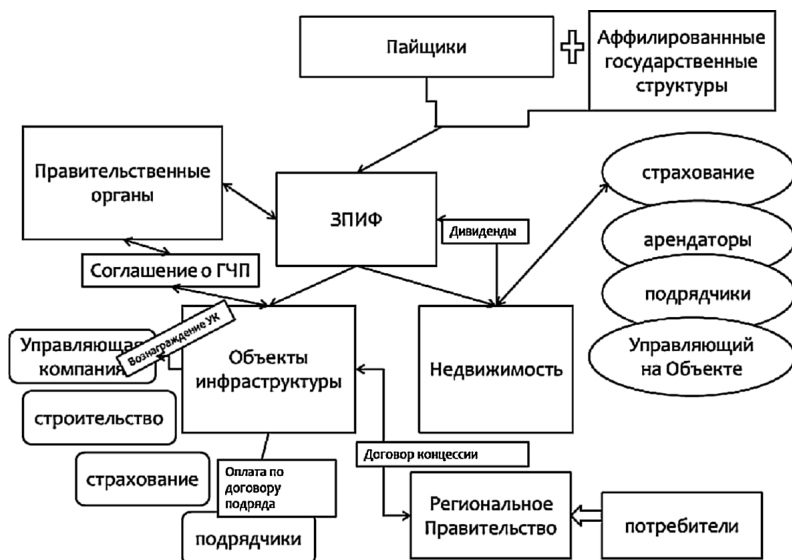 Пайщики
Аффилированнные
государственные
структуры
Правительственные
органы
ЗПИФ
Дивиденды
страхование
арендаторы
подрядчики
Управляющий
на Объекте
Соглашение о ГЧП
Вознаграждение УК
Управляющая
компания
Объекты
инфраструктуры
Недвижимость
строительство
страхование
Оплата по
договору
подряда
подрядчики
Договор концессии
Региональное
Правительство
потребители